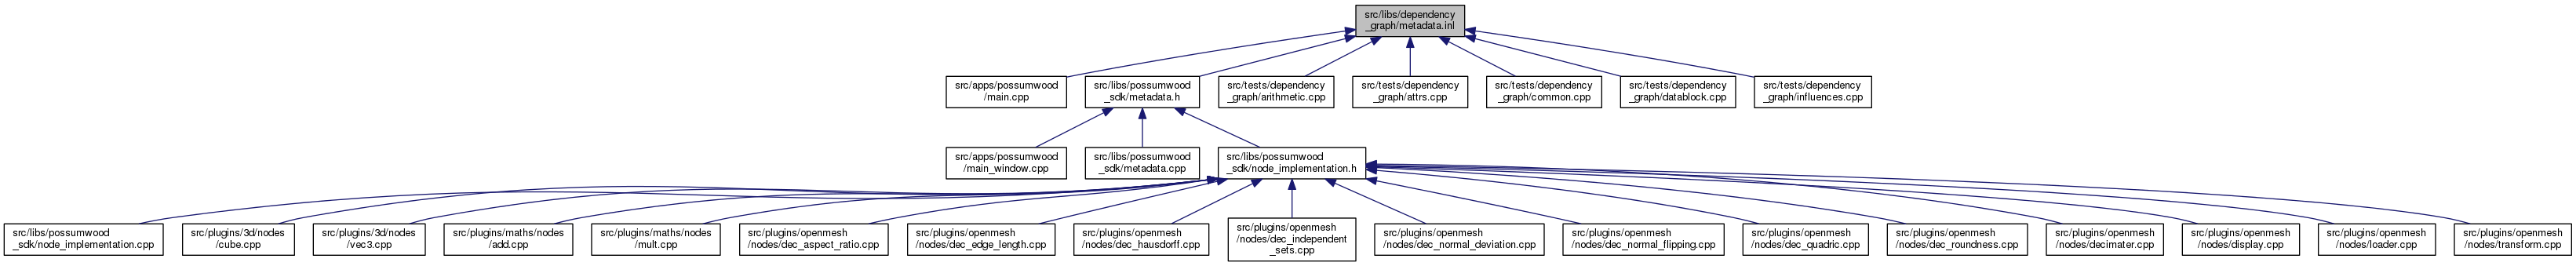 src/libs/dependency
_graph/metadata.inl
src/apps/possumwood
/main.cpp
src/libs/possumwood
_sdk/metadata.h
src/tests/dependency
_graph/arithmetic.cpp
src/tests/dependency
_graph/attrs.cpp
src/tests/dependency
_graph/common.cpp
src/tests/dependency
_graph/datablock.cpp
src/tests/dependency
_graph/influences.cpp
src/apps/possumwood
/main_window.cpp
src/libs/possumwood
_sdk/metadata.cpp
src/libs/possumwood
_sdk/node_implementation.h
src/libs/possumwood
_sdk/node_implementation.cpp
src/plugins/3d/nodes
/cube.cpp
src/plugins/3d/nodes
/vec3.cpp
src/plugins/maths/nodes
/add.cpp
src/plugins/maths/nodes
/mult.cpp
src/plugins/openmesh
/nodes/dec_aspect_ratio.cpp
src/plugins/openmesh
/nodes/dec_edge_length.cpp
src/plugins/openmesh
/nodes/dec_hausdorff.cpp
src/plugins/openmesh
/nodes/dec_independent
_sets.cpp
src/plugins/openmesh
/nodes/dec_normal_deviation.cpp
src/plugins/openmesh
/nodes/dec_normal_flipping.cpp
src/plugins/openmesh
/nodes/dec_quadric.cpp
src/plugins/openmesh
/nodes/dec_roundness.cpp
src/plugins/openmesh
/nodes/decimater.cpp
src/plugins/openmesh
/nodes/display.cpp
src/plugins/openmesh
/nodes/loader.cpp
src/plugins/openmesh
/nodes/transform.cpp